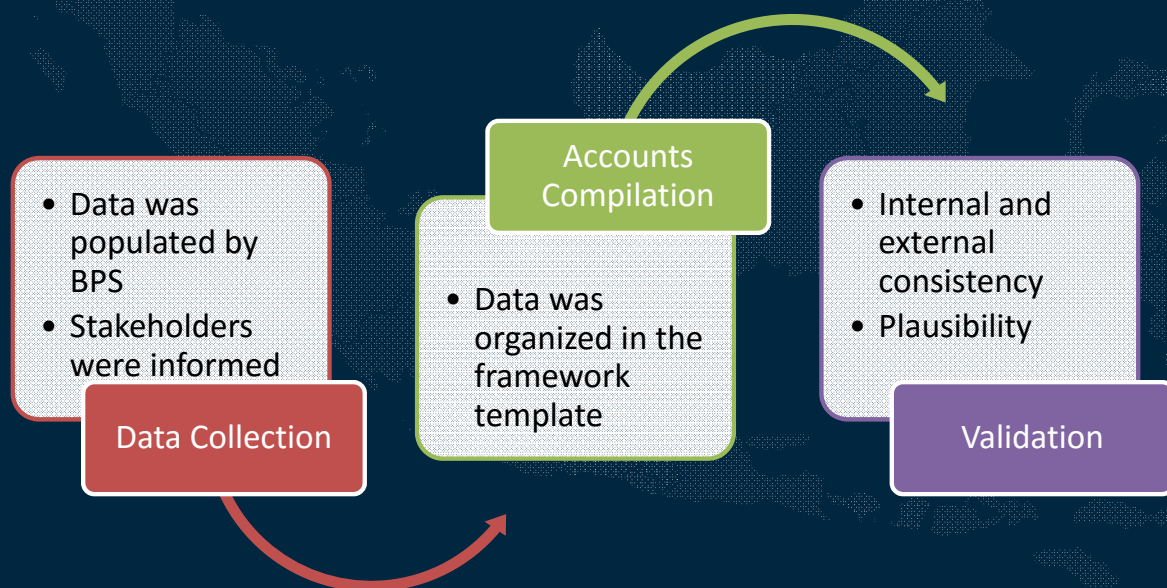 • Data was
populated by
BPS
• Stakeholders
were informed
Data Collection
Accounts
Compilation
• Data was
organized in the
framework
template
• Internal and
external
consistency
• Plausibility
Validation